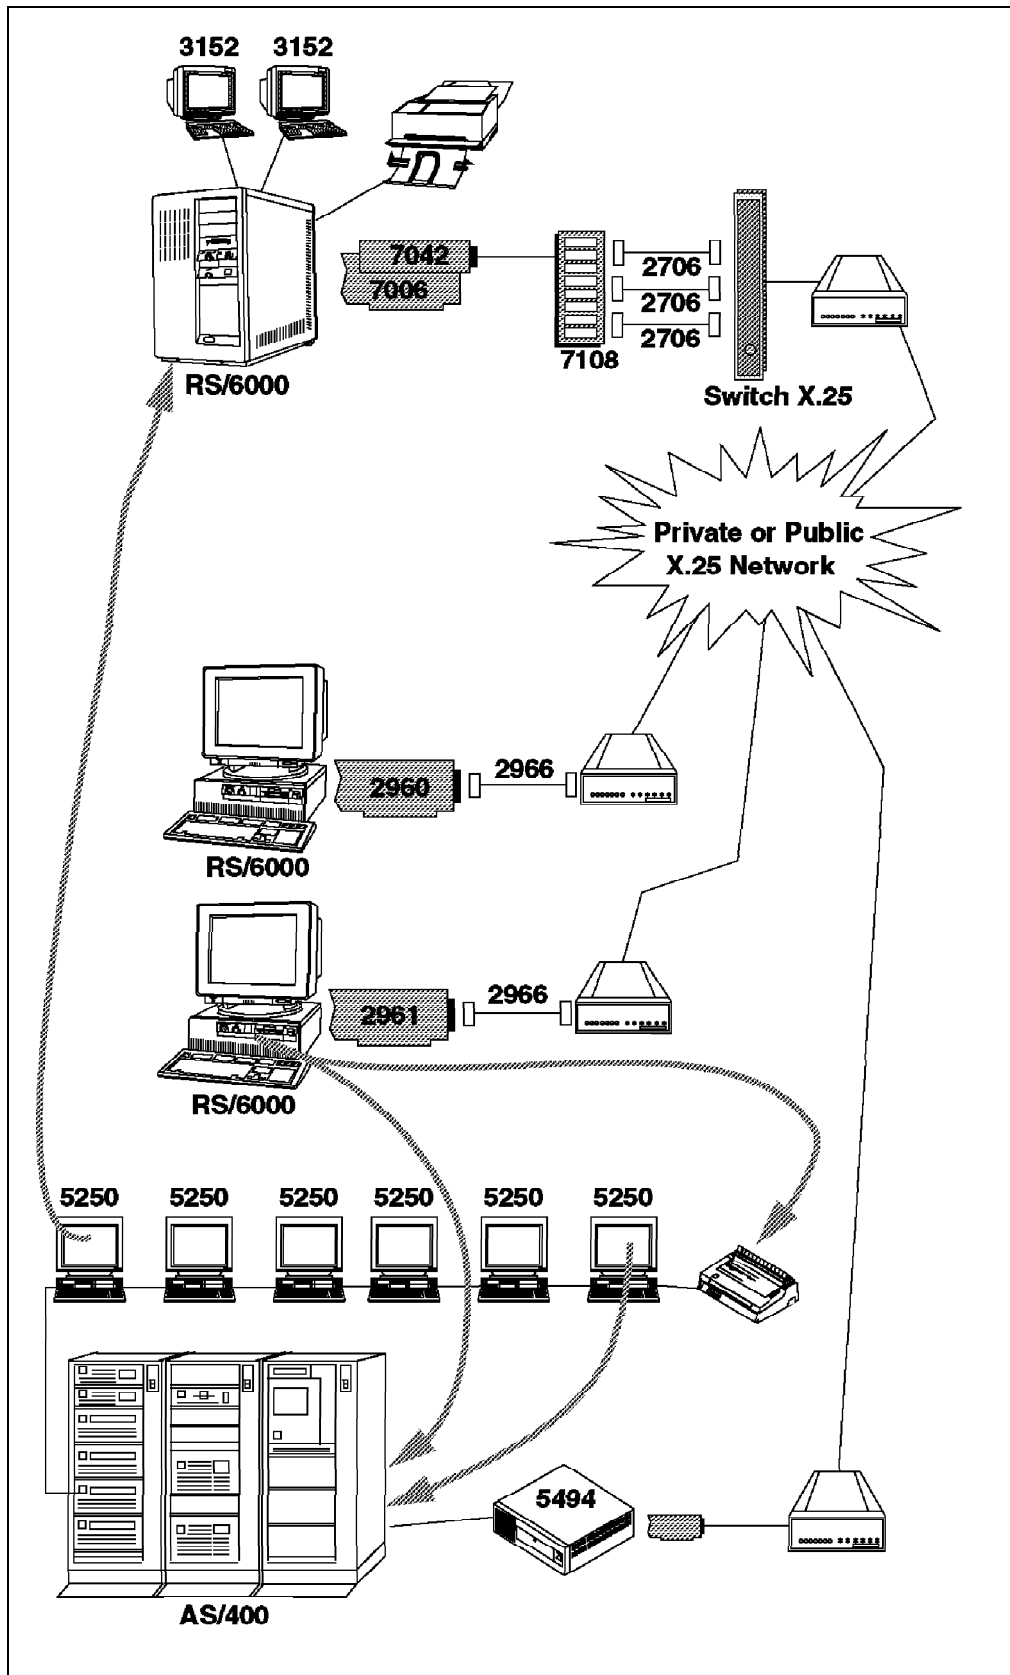 3152 3152
7042
7006
2706
2706
2706
7108
RS/6000
Switch X.25
Private or Public
X.25 Network
2960
2966
RS/6000
2961
2966
RS/6000
5250 5250 5250 5250 5250 5250
5494
AS/400